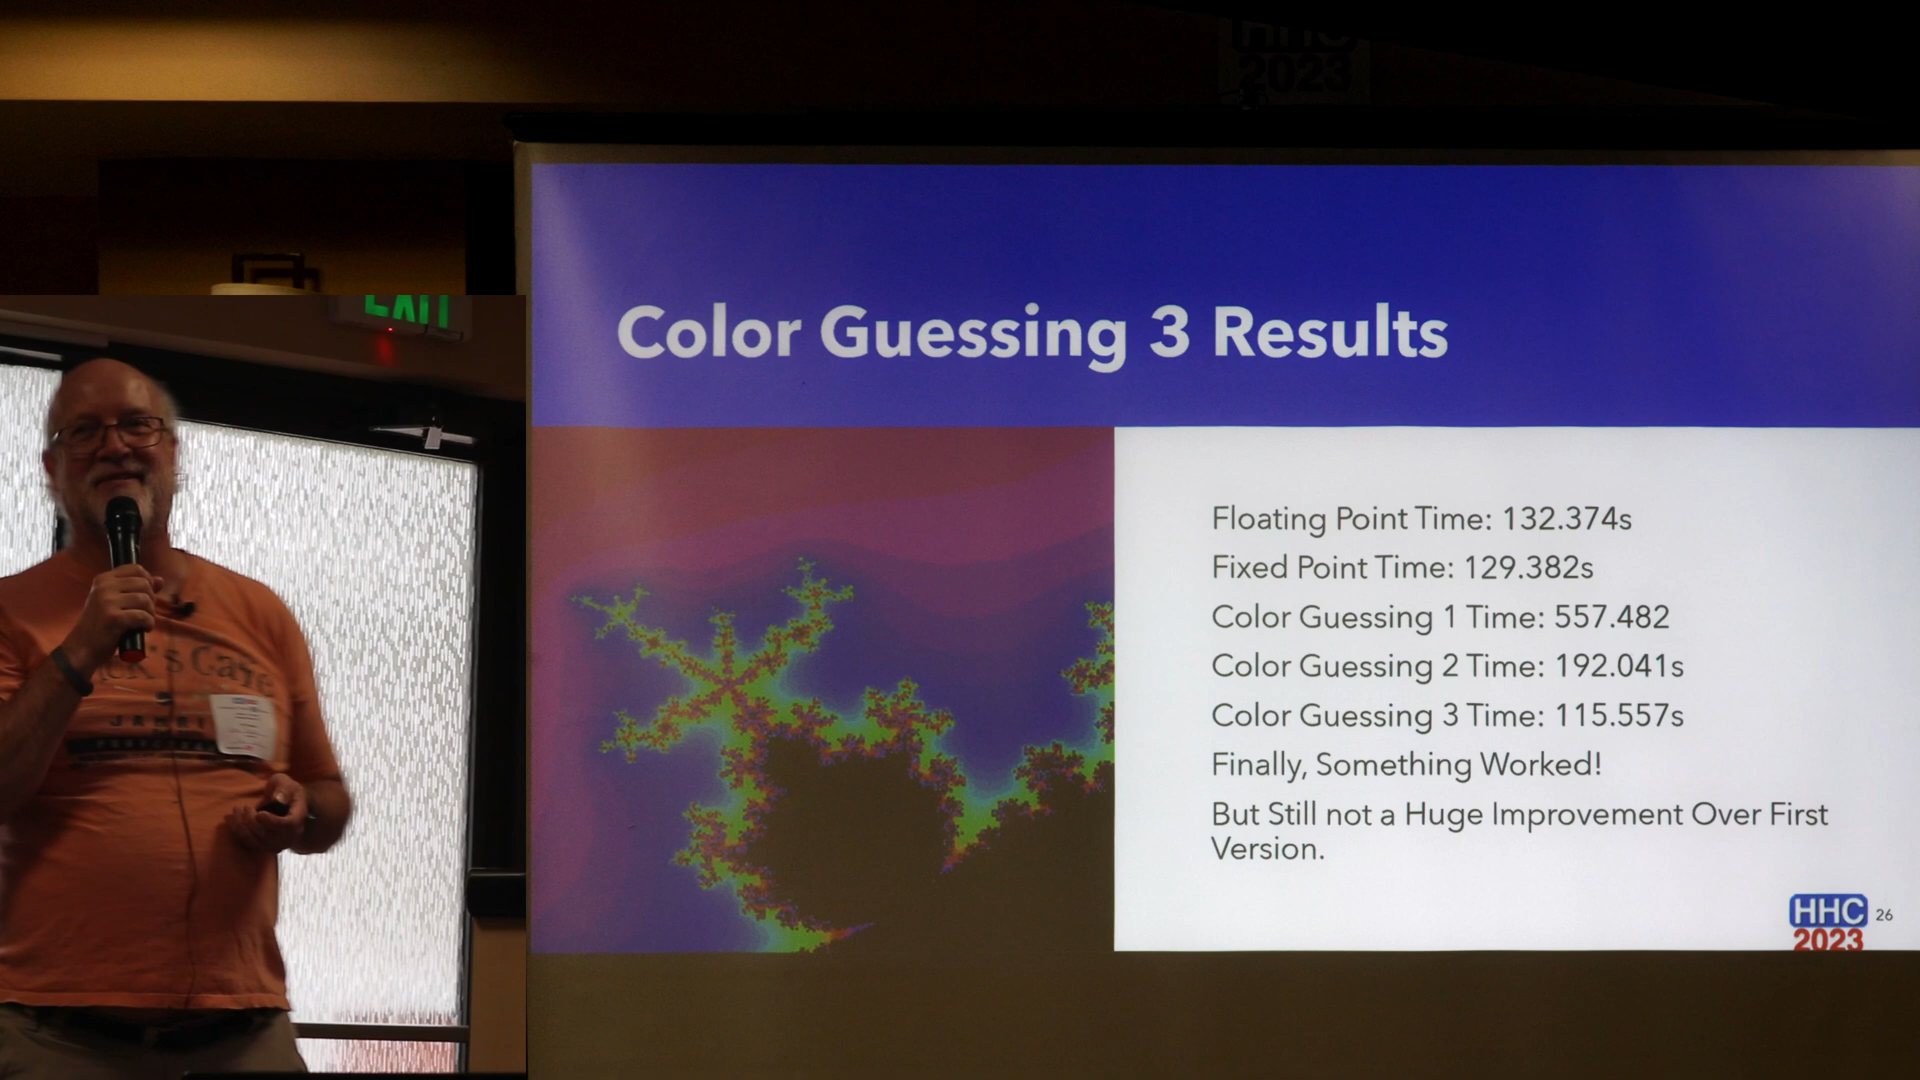 HHC
2023
EXIT
Color Guessing 3 Results
Floating Point Time: 132.374s
Fixed Point Time: 129.382s
Color Guessing 1 Time: 557.482
Color Guessing 2 Time: 192.041s
Color Guessing 3 Time: 115.557s
Finally, Something Worked!
But Still not a Huge Improvement Over First
Version.
HHC 26
2023